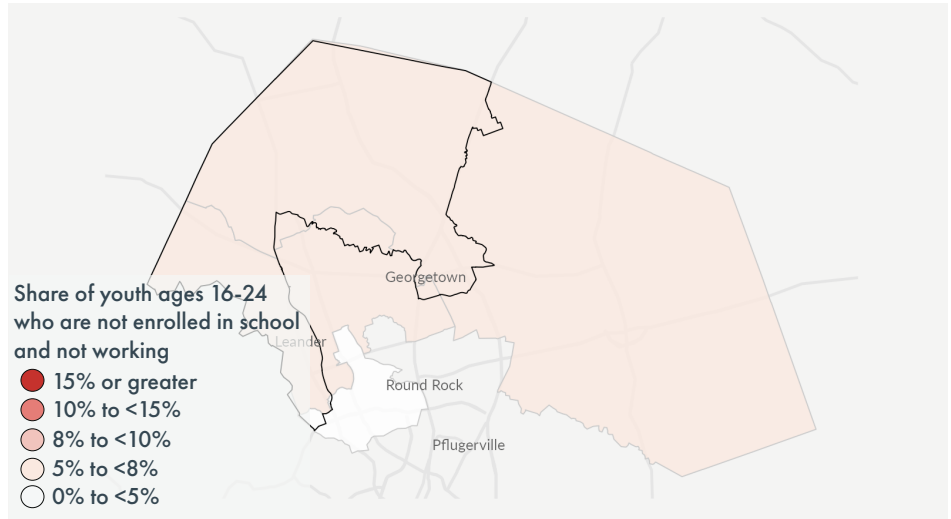 Georgetown
Share of youth ages 16-24
who are not enrolled in school
and not working
Leander
15% or greater
10% to <15%
Round Rock
8% to <10%
5% to <8%
Pflugerville
0% to <5%